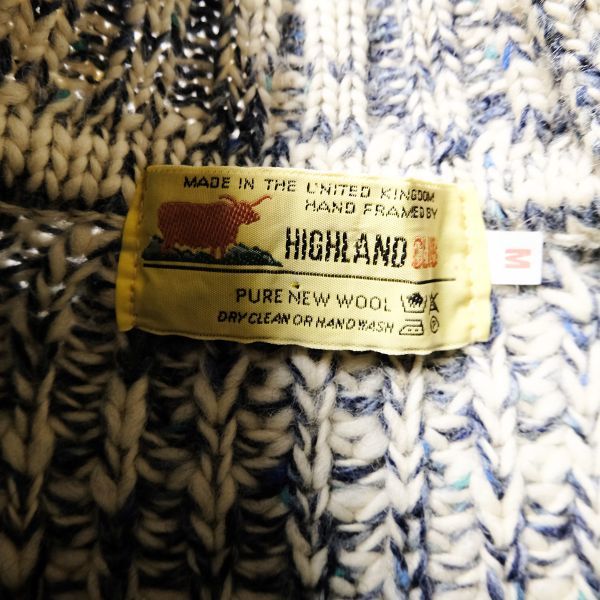 MADE IN THE UNITED KINGDOM
HAND FRAMED BY
HIGHLAND
PURE NEW WOOL
DRY CLEAN OR HAND WASH
M